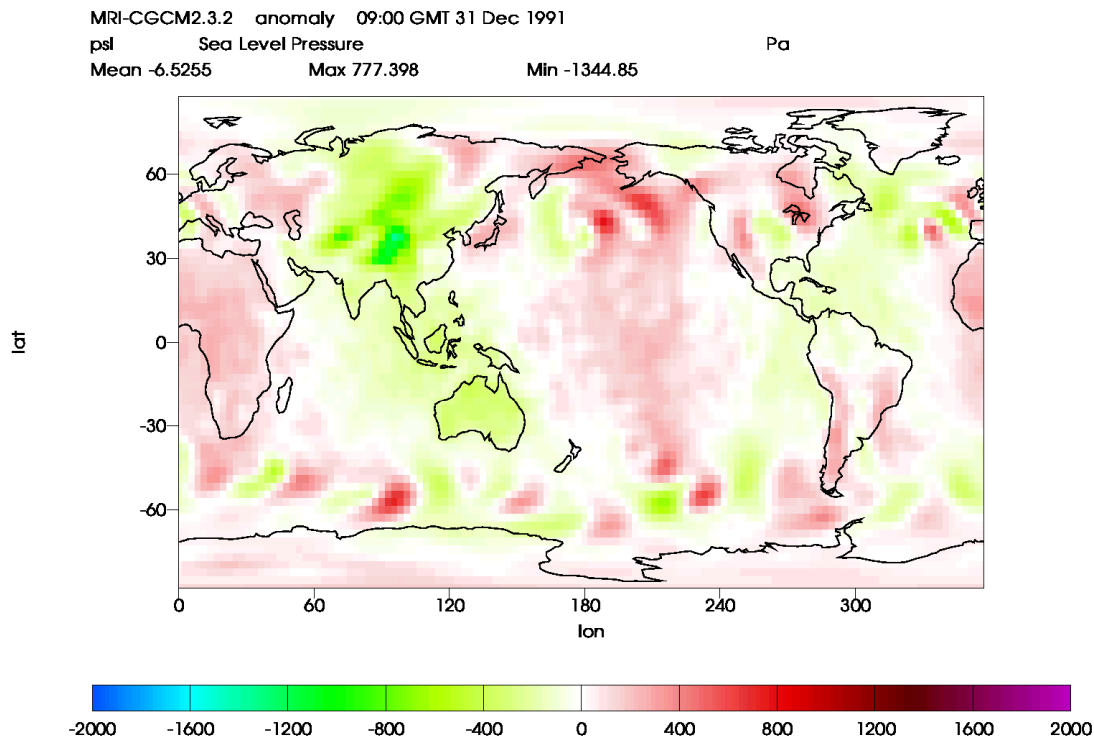 MRI-CGCM2.3.2 anomaly 09:00 GMT 31 Dec 1991
psl Sea Level Pressure Pa
Mean -6.5255 Max 777.398 Min -1344.85
60
30
0
-30
-60
lat
0 60 120 180 240 300
lon
-2000 -1600 -1200 -800 -400 0 400 800 1200 1600 2000